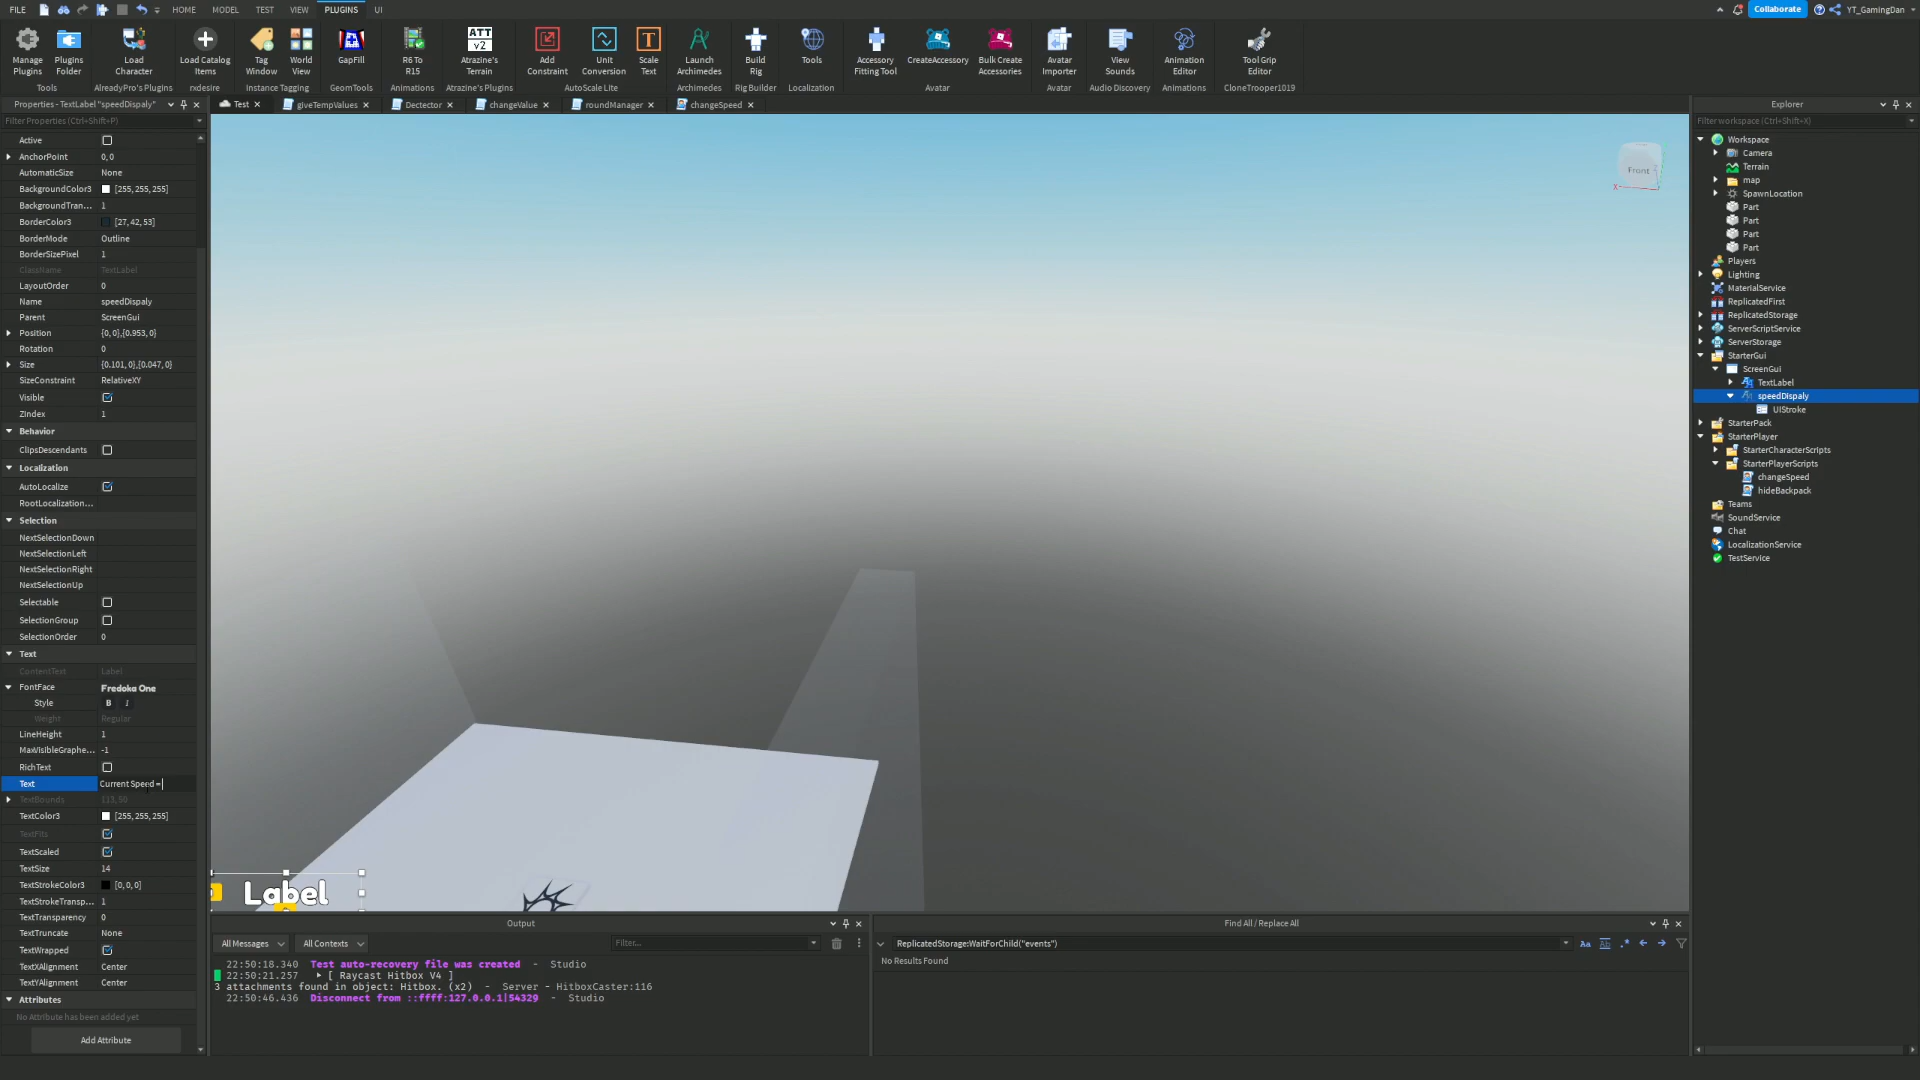 FILE HOME MODEL TEST VIEW PLUGINS UI Collaborate YT_GamingDan
Manage Plugins Plugins Folder Load Character Load Catalog Items Tag Window World View GapFill R6 To R15 Atrazine's Terrain Add Constraint Unit Conversion Scale Text Launch Archimedes Build Rig Tools Accessory Fitting Tool CreateAccessory Bulk Create Accessories Avatar Importer View Sounds Animation Editor Tool Grip Editor
ATT v2
Tools AlreadyPro's Plugins rxdesire Instance Tagging GeomTools Animations Atrazine's Plugins AutoScale Lite Archimedes Rig Builder Localization Avatar Avatar Audio Discovery Animations CloneTrooper1019
Properties - TextLabel "speedDispaly"
Test giveTempValues Dectector changeValue roundManager changeSpeed
Explorer
Filter Properties (Ctrl+Shift+P)
Filter workspace (Ctrl+Shift+X)
Active
AnchorPoint 0, 0
AutomaticSize None
BackgroundColor3 [255, 255, 255]
BackgroundTran... 1
BorderColor3 [27, 42, 53]
BorderMode Outline
BorderSizePixel 1
ClassName TextLabel
LayoutOrder 0
Name speedDispaly
Parent ScreenGui
Position {0, 0},{0.953, 0}
Rotation 0
Size {0.101, 0},{0.047, 0}
SizeConstraint RelativeXY
Visible
ZIndex 1
Behavior
ClipsDescendants
Localization
AutoLocalize
RootLocalization...
Selection
NextSelectionDown
NextSelectionLeft
NextSelectionRight
NextSelectionUp
Selectable
SelectionGroup
SelectionOrder 0
Text
ContentText Label
FontFace Fredoka One
Style B I
Weight Regular
LineHeight 1
MaxVisibleGraphe... -1
RichText
Text Current Speed =
TextBounds 113, 50
TextColor3 [255, 255, 255]
TextFits
TextScaled
TextSize 14
TextStrokeColor3 [0, 0, 0]
TextStrokeTransp... 1
TextTransparency 0
TextTruncate None
TextWrapped
TextXAlignment Center
TextYAlignment Center
Attributes
No Attribute has been added yet
Add Attribute
Front
X
Label
Workspace
Camera
Terrain
map
SpawnLocation
Part
Part
Part
Part
Players
Lighting
MaterialService
ReplicatedFirst
ReplicatedStorage
ServerScriptService
ServerStorage
StarterGui
ScreenGui
TextLabel
speedDispaly
UIStroke
StarterPack
StarterPlayer
StarterCharacterScripts
StarterPlayerScripts
changeSpeed
hideBackpack
Teams
SoundService
Chat
LocalizationService
TestService
Output
All Messages All Contexts Filter...
22:50:18.340 Test auto-recovery file was created - Studio
22:50:21.257 ▶ [ Raycast Hitbox V4 ]
3 attachments found in object: Hitbox. (x2) - Server - HitboxCaster:116
22:50:46.436 Disconnect from ::ffff:127.0.0.1|54329 - Studio
Find All / Replace All
ReplicatedStorage:WaitForChild("events")
Aa Ab .*
No Results Found